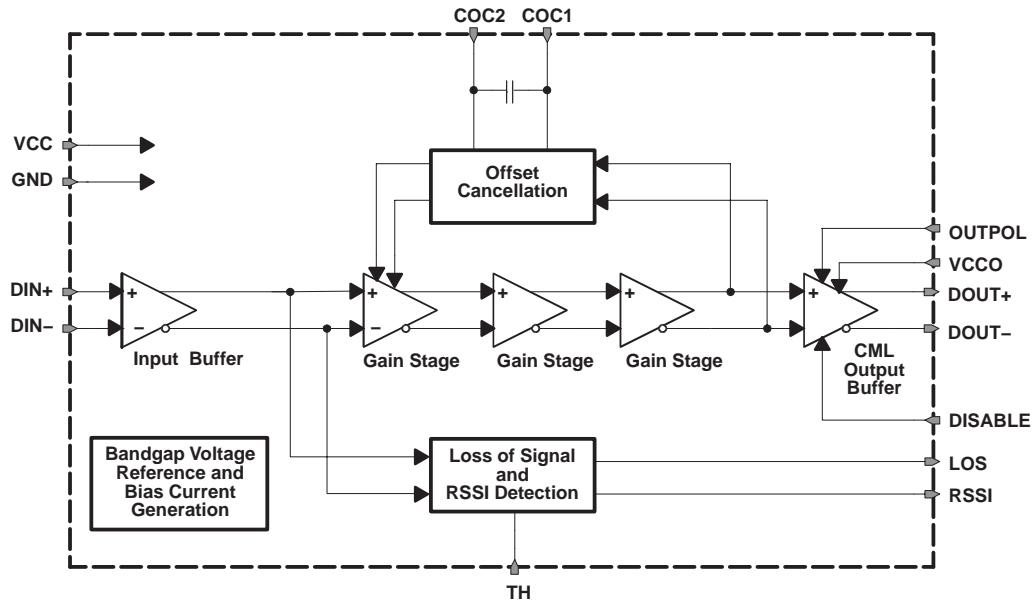 COC2 COC1
VCC
GND
Offset
Cancellation
OUTPOL
VCCO
DIN+
DIN–
DOUT+
DOUT–
+
–
+
–
+
+
+
Input Buffer
Gain Stage
Gain Stage
Gain Stage
CML
Output
Buffer
DISABLE
Bandgap Voltage
Reference and
Bias Current
Generation
Loss of Signal
and
RSSI Detection
LOS
RSSI
TH